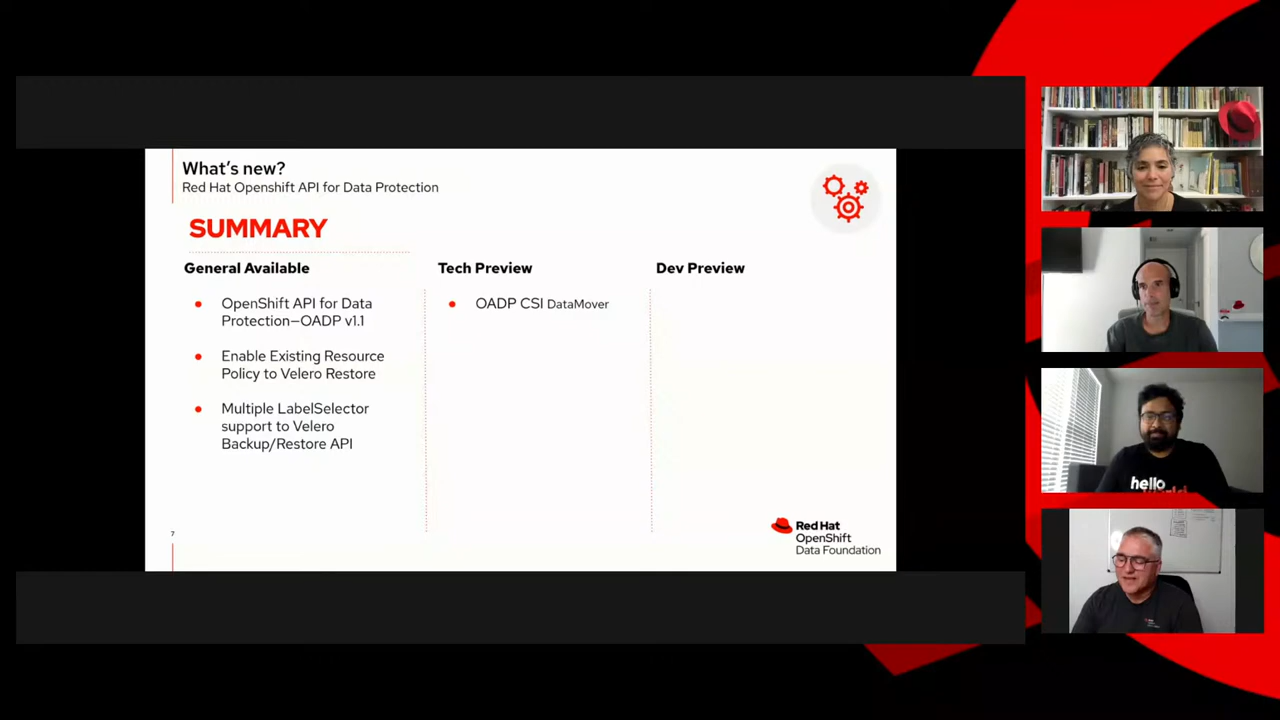 What's new?
Red Hat Openshift API for Data Protection
SUMMARY
General Available
OpenShift API for Data
Protection—OADP v1.1
Enable Existing Resource
Policy to Velero Restore
Multiple LabelSelector
support to Velero
Backup/Restore API
Tech Preview
OADP CSI DataMover
Dev Preview
7
Red Hat
OpenShift
Data Foundation
hello
world